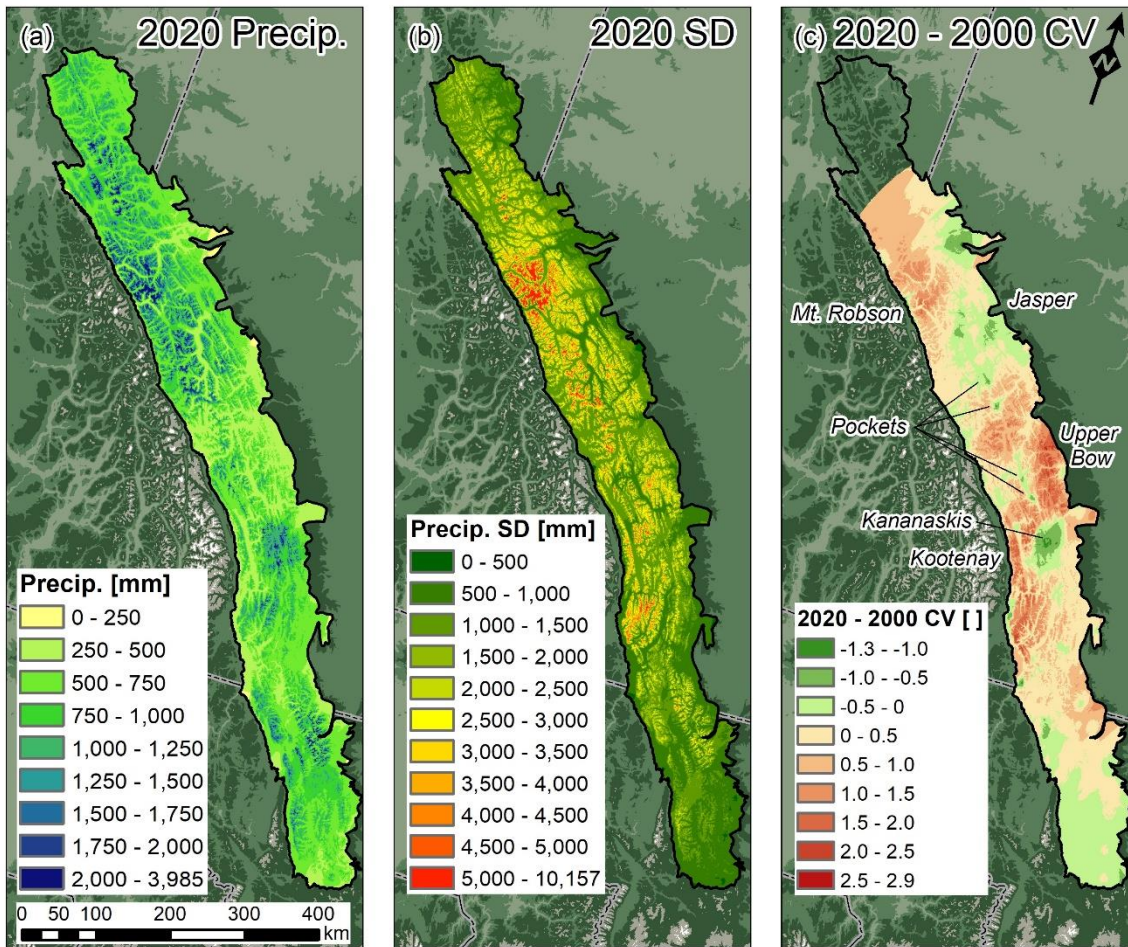 (a) 2020 Precip.
Precip. [mm]
0 - 250
250 - 500
500 - 750
750 - 1,000
1,000 - 1,250
1,250 - 1,500
1,500 - 1,750
1,750 - 2,000
2,000 - 3,985
0 50 100 200 300 400
km
(b) 2020 SD
Precip. SD [mm]
0 - 500
500 - 1,000
1,000 - 1,500
1,500 - 2,000
2,000 - 2,500
2,500 - 3,000
3,000 - 3,500
3,500 - 4,000
4,000 - 4,500
4,500 - 5,000
5,000 - 10,157
(c) 2020 - 2000 CV
N
Mt. Robson
Jasper
Pockets
Upper
Bow
Kananaskis
Kootenay
2020 - 2000 CV [ ]
-1.3 - -1.0
-1.0 - -0.5
-0.5 - 0
0 - 0.5
0.5 - 1.0
1.0 - 1.5
1.5 - 2.0
2.0 - 2.5
2.5 - 2.9